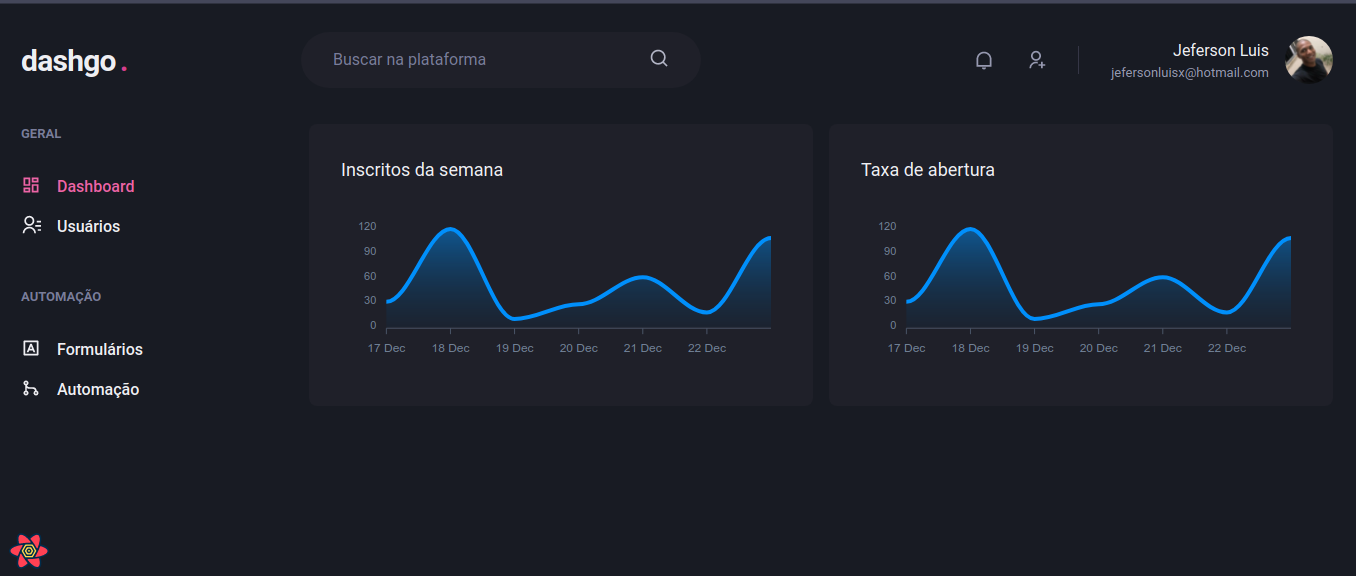 dashgo.
Buscar na plataforma
Jeferson Luis
jefersonluisx@hotmail.com
GERAL
Dashboard
Usuários
AUTOMAÇÃO
Formulários
Automação
Inscritos da semana
120
90
60
30
0
17 Dec 18 Dec 19 Dec 20 Dec 21 Dec 22 Dec
Taxa de abertura
120
90
60
30
0
17 Dec 18 Dec 19 Dec 20 Dec 21 Dec 22 Dec